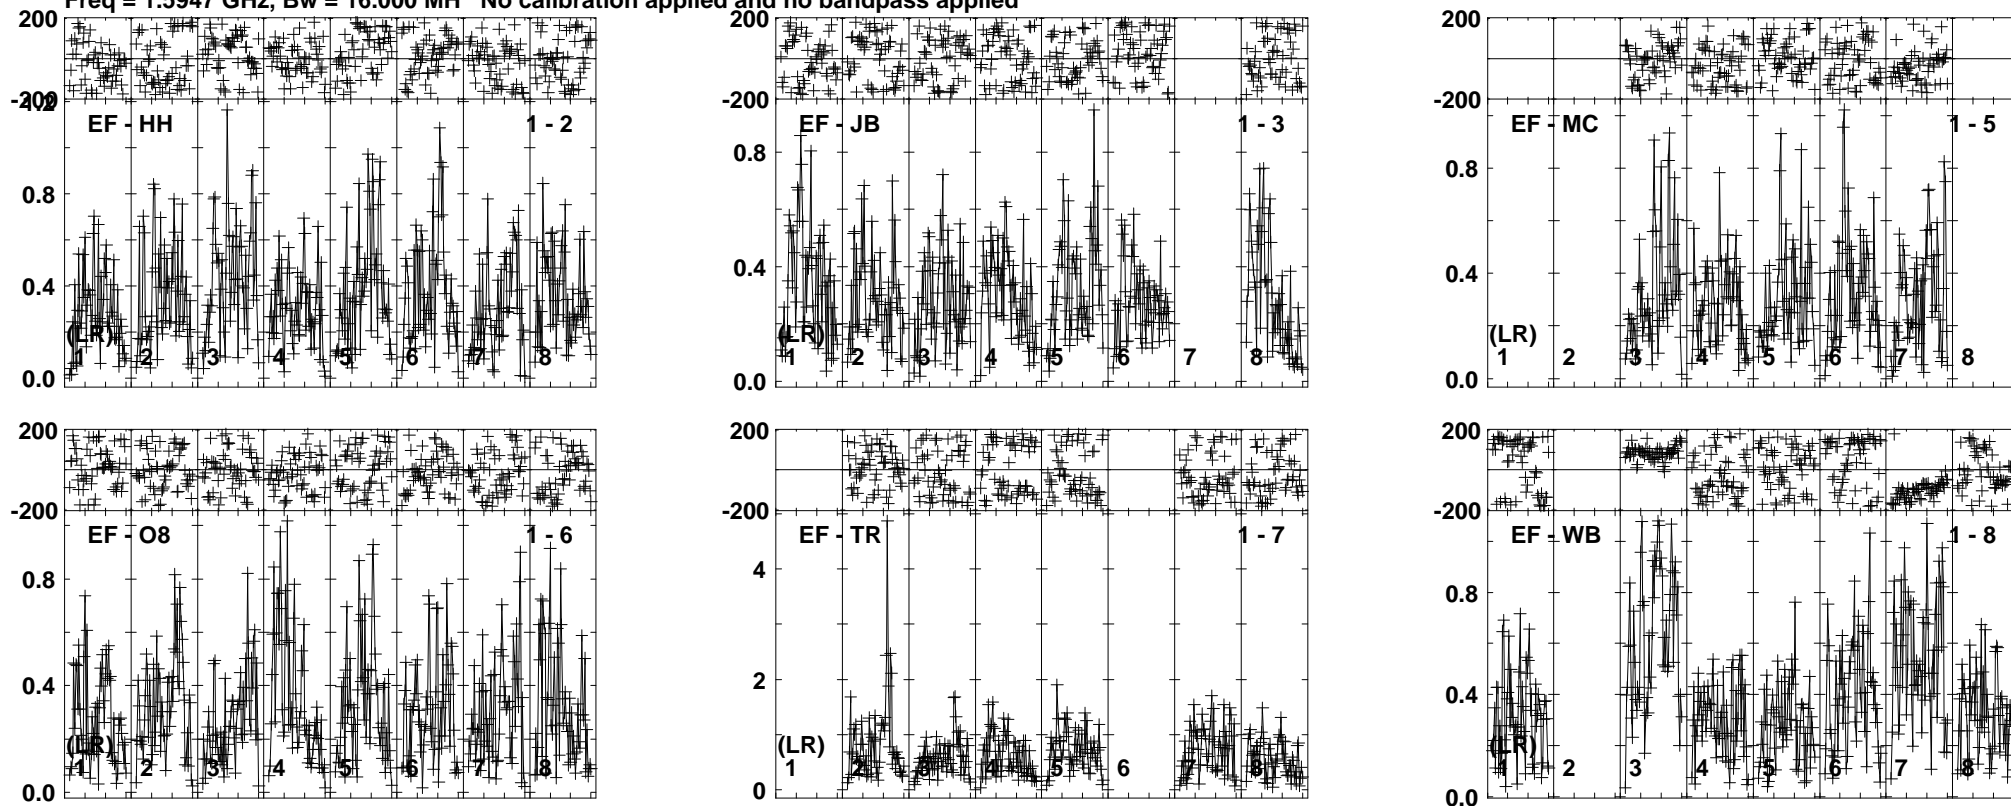 Freq = 1.5947 GHz, Bw = 16.000 MH No calibration applied and no bandpass applied
200
-200
1.2
EF - HH 1 - 2
0.8
0.4
(LR)
0.0
1 2 3 4 5 6 7 8
200
-200
EF - JB 1 - 3
0.8
0.4
(LR)
0.0
1 2 3 4 5 6 7 8
200
-200
EF - MC 1 - 5
0.8
0.4
(LR)
0.0
1 2 3 4 5 6 7 8
200
-200
EF - O8 1 - 6
0.8
0.4
(LR)
0.0
1 2 3 4 5 6 7 8
200
-200
EF - TR 1 - 7
4
2
(LR)
0
1 2 3 4 5 6 7 8
200
-200
EF - WB 1 - 8
0.8
0.4
(LR)
0.0
1 2 3 4 5 6 7 8